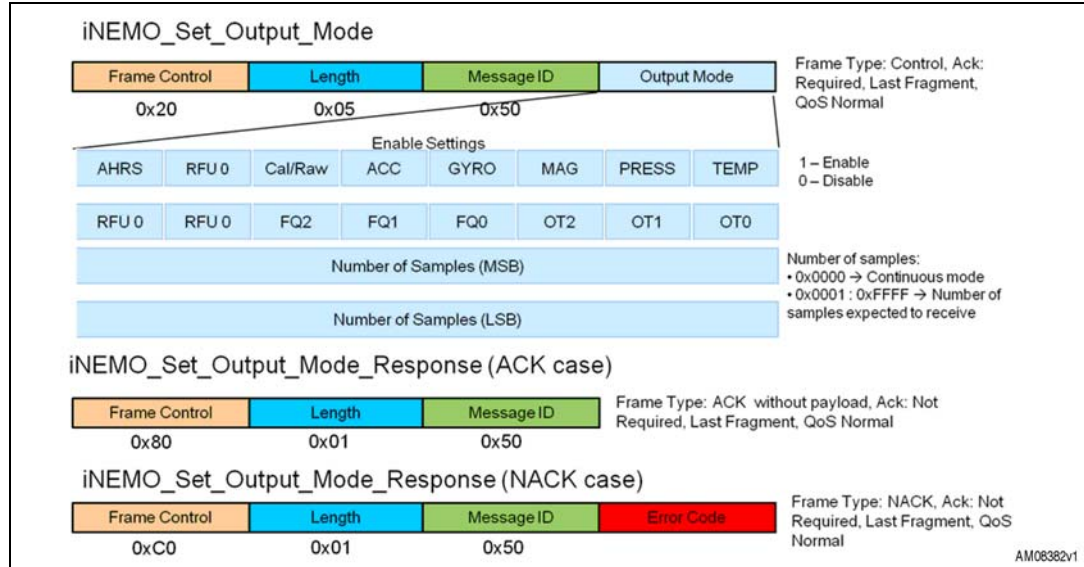 iNEMO_Set_Output_Mode
Frame Control Length Message ID Output Mode
0x20 0x05 0x50
Frame Type: Control, Ack:
Required, Last Fragment,
QoS Normal
Enable Settings
AHRS RFU 0 Cal/Raw ACC GYRO MAG PRESS TEMP
1 – Enable
0 – Disable
RFU 0 RFU 0 FQ2 FQ1 FQ0 OT2 OT1 OT0
Number of Samples (MSB)
Number of Samples (LSB)
Number of samples:
• 0x0000 → Continuous mode
• 0x0001 : 0xFFFF → Number of
samples expected to receive
iNEMO_Set_Output_Mode_Response (ACK case)
Frame Control Length Message ID
0x80 0x01 0x50
Frame Type: ACK without payload, Ack: Not
Required, Last Fragment, QoS Normal
iNEMO_Set_Output_Mode_Response (NACK case)
Frame Control Length Message ID Error Code
0xC0 0x01 0x50
Frame Type: NACK, Ack: Not
Required, Last Fragment, QoS
Normal
AM08382v1